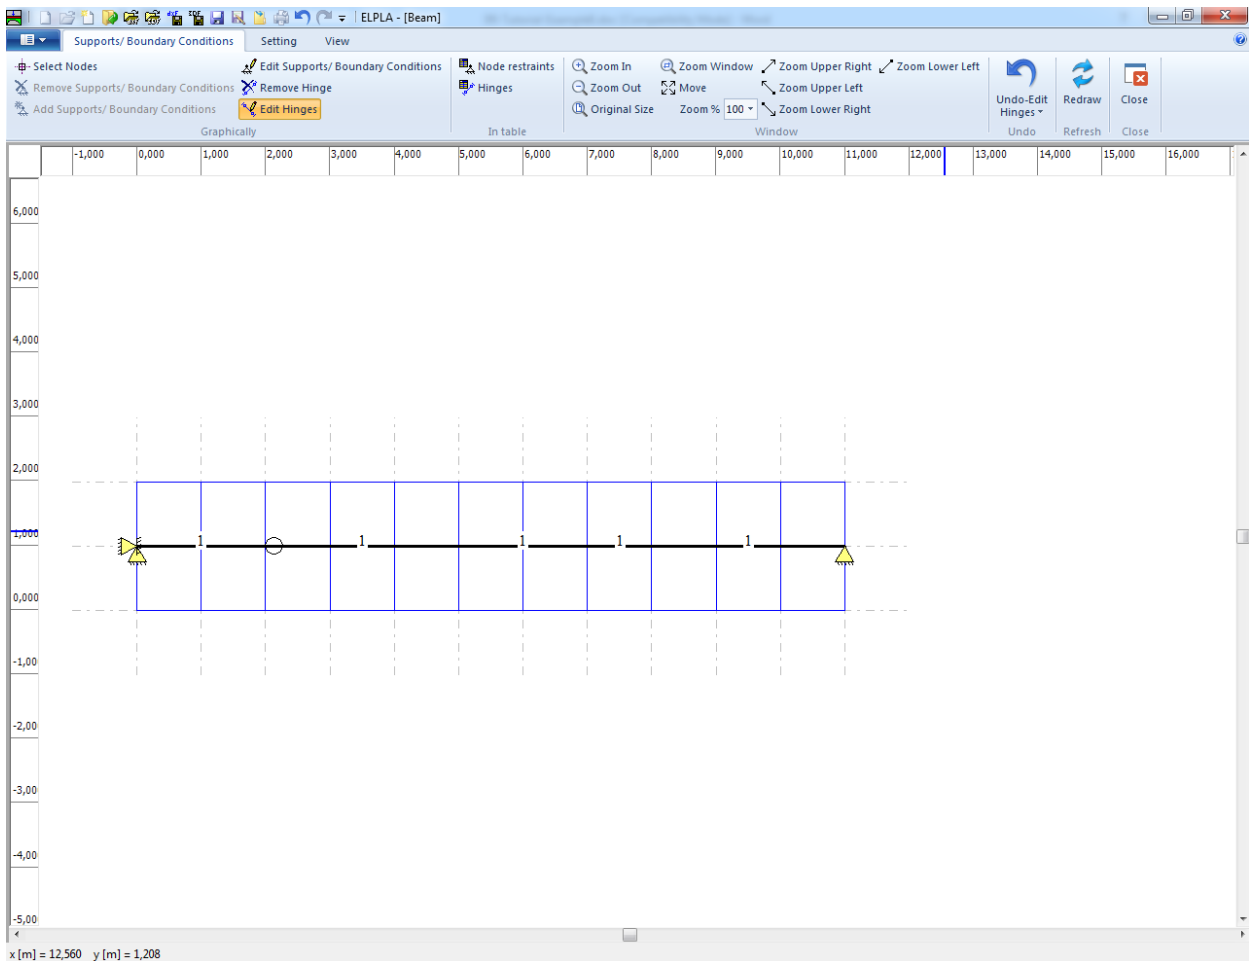 ELPLA - [Beam]
Supports/ Boundary Conditions Setting View
Select Nodes Edit Supports/ Boundary Conditions Node restraints Zoom In Zoom Window Zoom Upper Right Zoom Lower Left
Remove Supports/ Boundary Conditions Remove Hinge Hinges Zoom Out Move Zoom Upper Left
Add Supports/ Boundary Conditions Edit Hinges Original Size Zoom % 100 Zoom Lower Right
Undo-Edit Hinges Redraw Close
Graphically In table Window Undo Refresh Close
-1,000 0,000 1,000 2,000 3,000 4,000 5,000 6,000 7,000 8,000 9,000 10,000 11,000 12,000 13,000 14,000 15,000 16,000
6,000
5,000
4,000
3,000
2,000
1,000
1 1 1 1 1
0,000
-1,00
-2,00
-3,00
-4,00
-5,00
x [m] = 12,560 y [m] = 1,208